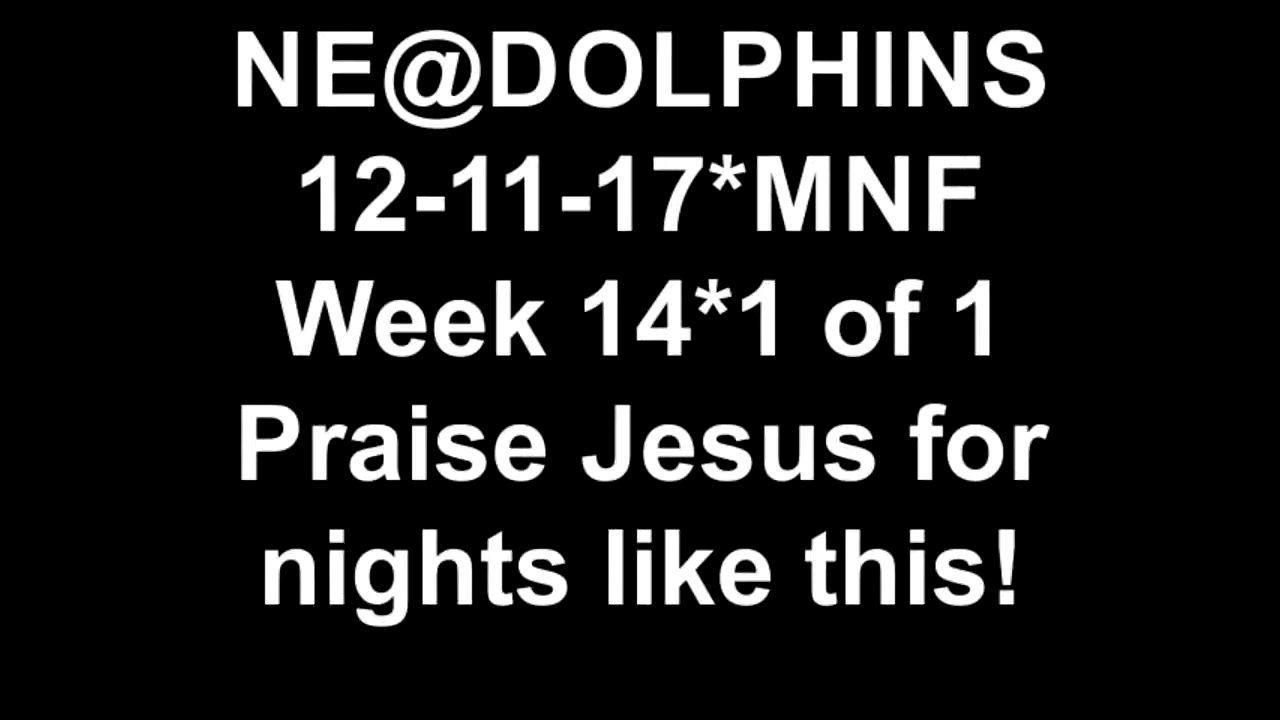 NE@DOLPHINS
12-11-17*MNF
Week 14*1 of 1
Praise Jesus for
nights like this!